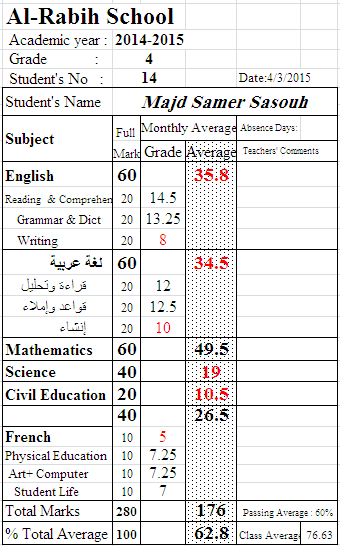 Al-Rabih School
Academic year : 2014-2015
Grade : 4
Student's No : 14 Date:4/3/2015
Student's Name Majd Samer Sasouh
Subject Full Mark Monthly Average Absence Days:
Grade Average Teachers' Comments
English 60 35.8
Reading & Comprehen 20 14.5
Grammar & Dict 20 13.25
Writing 20 8
لغة عربية 60 34.5
قراءة وتحليل 20 12
قواعد وإملاء 20 12.5
إنشاء 20 10
Mathematics 60 49.5
Science 40 19
Civil Education 20 10.5
40 26.5
French 10 5
Physical Education 10 7.25
Art+ Computer 10 7.25
Student Life 10 7
Total Marks 280 176 Passing Average : 60%
% Total Average 100 62.8 Class Average 76.63